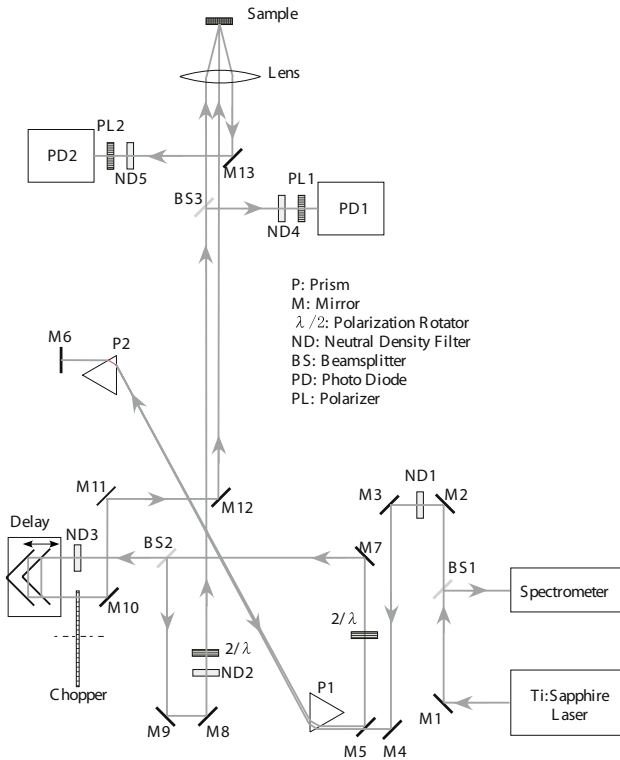 Sample
Lens
PL2
PD2
ND5
M13
BS3
PL1
PD1
ND4
P: Prism
M: Mirror
λ/2: Polarization Rotator
ND: Neutral Density Filter
BS: Beamsplitter
PD: Photo Diode
PL: Polarizer
M6
P2
M11
M12
M3
ND1
M2
Delay
ND3
BS2
M7
BS1
M10
Spectrometer
2/λ
2/λ
ND2
Chopper
P1
M1
Ti:Sapphire
Laser
M9
M8
M5
M4